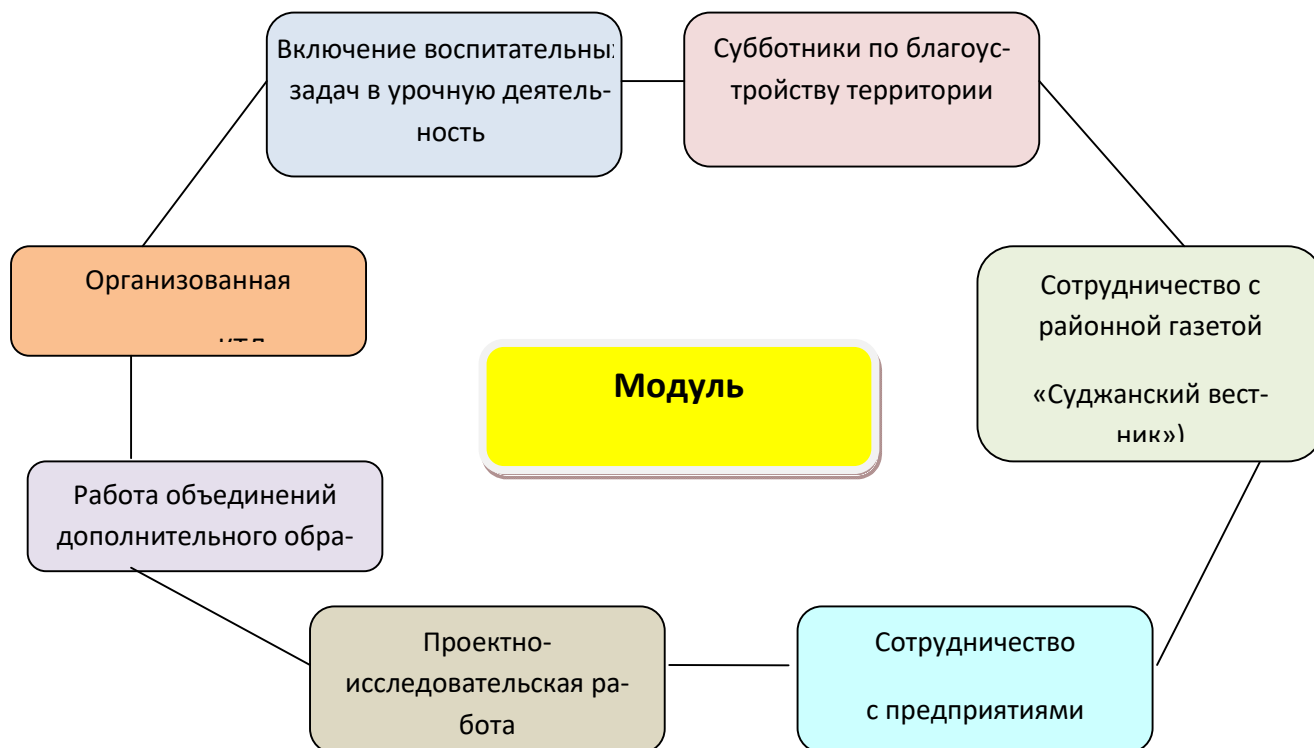 Включение воспитательны
задач в урочную деятель-
ность
Субботники по благоус-
тройству территории
Организованная
Сотрудничество с
районной газетой
«Суджанский вест-
ник»)
Модуль
Работа объединений
дополнительного обра-
Проектно-
исследовательская ра-
бота
Сотрудничество
с предприятиями